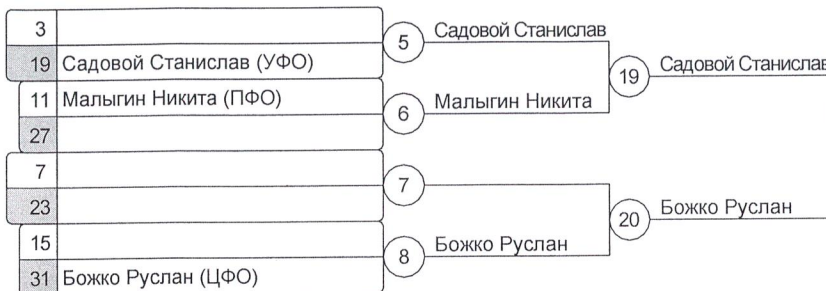 3
19 Садовой Станислав (УФО)
5 Садовой Станислав
11 Малыгин Никита (ПФО)
27
6 Малыгин Никита
19 Садовой Станислав
7
23
7
15
31 Божко Руслан (ЦФО)
8 Божко Руслан
20 Божко Руслан